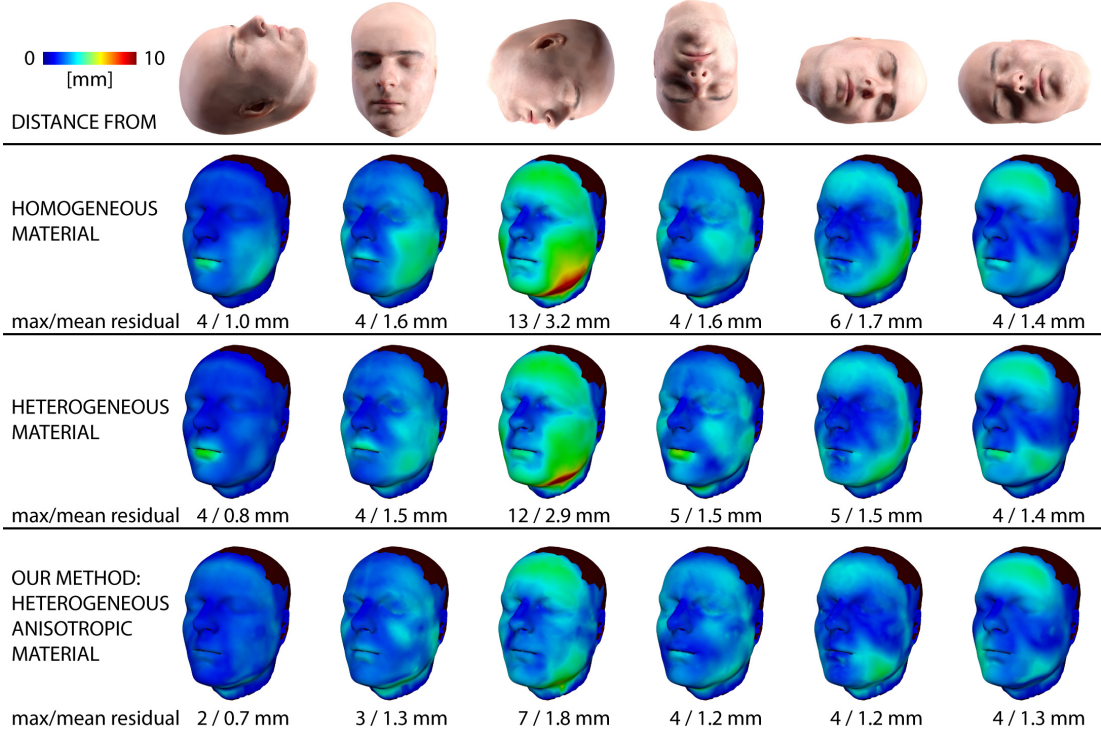 0 10
[mm]
DISTANCE FROM
HOMOGENEOUS
MATERIAL
max/mean residual 4 / 1.0 mm 4 / 1.6 mm 13 / 3.2 mm 4 / 1.6 mm 6 / 1.7 mm 4 / 1.4 mm
HETEROGENEOUS
MATERIAL
max/mean residual 4 / 0.8 mm 4 / 1.5 mm 12 / 2.9 mm 5 / 1.5 mm 5 / 1.5 mm 4 / 1.4 mm
OUR METHOD:
HETEROGENEOUS
ANISOTROPIC
MATERIAL
max/mean residual 2 / 0.7 mm 3 / 1.3 mm 7 / 1.8 mm 4 / 1.2 mm 4 / 1.2 mm 4 / 1.3 mm